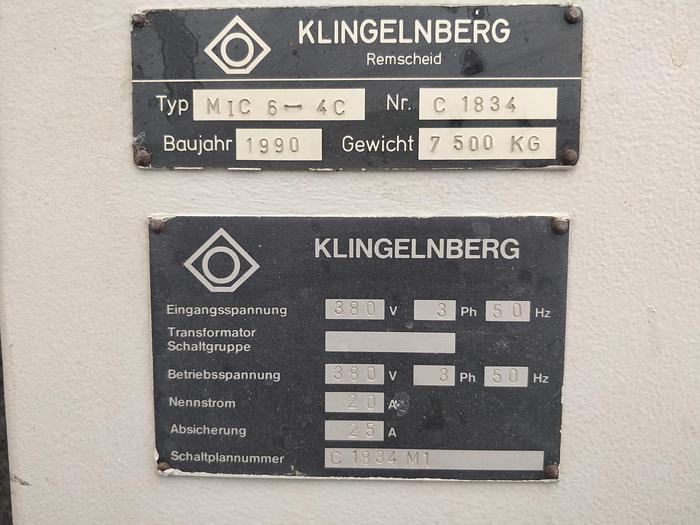 KLINGELNBERG
Remscheid
Typ MIC 6-4C Nr. C 1834
Baujahr 1990 Gewicht 7 500 KG
KLINGELNBERG
Eingangsspannung 380 V 3 Ph 50 Hz
Transformator
Schaltgruppe
Betriebsspannung 380 V 3 Ph 50 Hz
Nennstrom 20 A
Absicherung 25 A
Schaltplannummer C 1834 M1